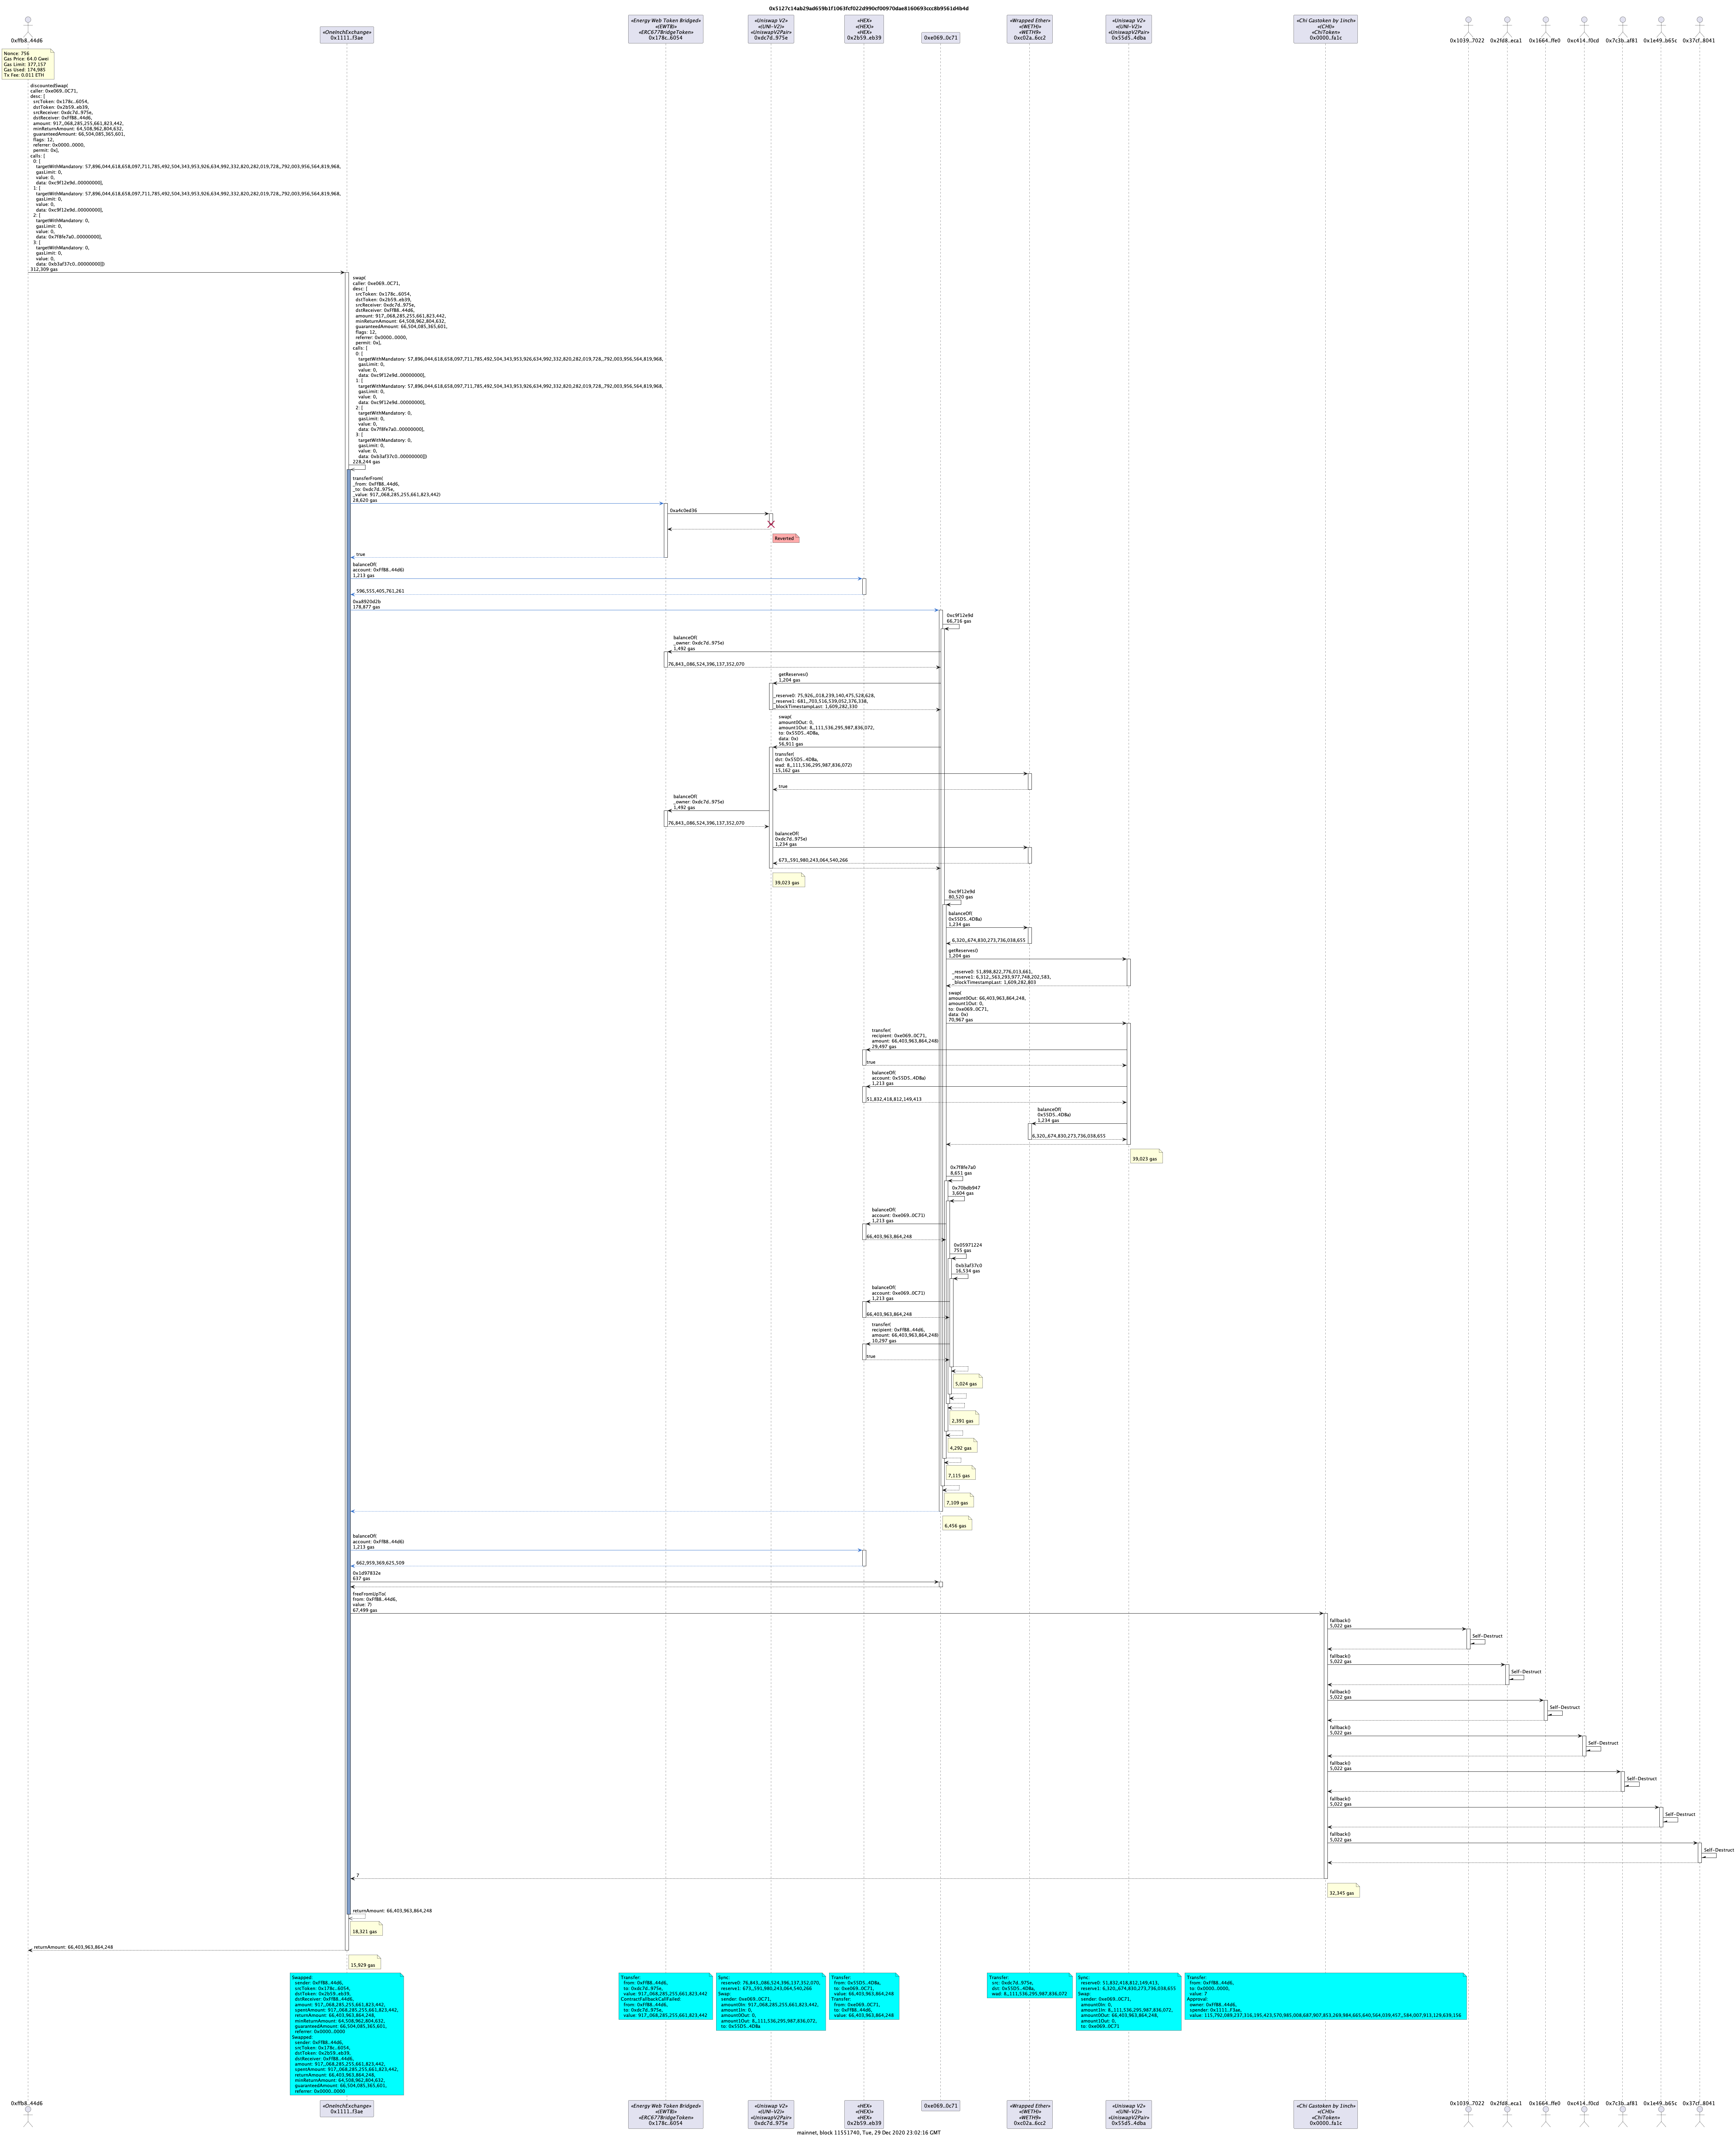 0x5127c14ab29ad659b1f1063fcf022d990cf00970dae8160693ccc8b9561d4b4d
0xffb8..44d6
«OneInchExchange»
0x1111..f3ae
«Energy Web Token Bridged»
«(EWTB)»
«ERC677BridgeToken»
0x178c..6054
«Uniswap V2»
«(UNI-V2)»
«UniswapV2Pair»
0xdc7d..975e
«HEX»
«(HEX)»
«HEX»
0x2b59..eb39
0xe069..0c71
«Wrapped Ether»
«(WETH)»
«WETH9»
0xc02a..6cc2
«Uniswap V2»
«(UNI-V2)»
«UniswapV2Pair»
0x55d5..4dba
«Chi Gastoken by 1inch»
«(CHI)»
«ChiToken»
0x0000..fa1c
0x1039..7022
0x2fd8..eca1
0x1664..ffe0
0xc414..f0cd
0x7c3b..af81
0x1e49..b65c
0x37cf..8041
Nonce: 756
Gas Price: 64.0 Gwei
Gas Limit: 377,157
Gas Used: 174,985
Tx Fee: 0.011 ETH
discountedSwap(
caller: 0xe069..0C71,
desc: [
srcToken: 0x178c..6054,
dstToken: 0x2b59..eb39,
srcReceiver: 0xdc7d..975e,
dstReceiver: 0xFfB8..44d6,
amount: 917,,068,285,255,661,823,442,
minReturnAmount: 64,508,962,804,632,
guaranteedAmount: 66,504,085,365,601,
flags: 12,
referrer: 0x0000..0000,
permit: 0x],
calls: [
0: [
targetWithMandatory: 57,896,044,618,658,097,711,785,492,504,343,953,926,634,992,332,820,282,019,728,,792,003,956,564,819,968,
gasLimit: 0,
value: 0,
data: 0xc9f12e9d..00000000],
1: [
targetWithMandatory: 57,896,044,618,658,097,711,785,492,504,343,953,926,634,992,332,820,282,019,728,,792,003,956,564,819,968,
gasLimit: 0,
value: 0,
data: 0xc9f12e9d..00000000],
2: [
targetWithMandatory: 0,
gasLimit: 0,
value: 0,
data: 0x7f8fe7a0..00000000],
3: [
targetWithMandatory: 0,
gasLimit: 0,
value: 0,
data: 0xb3af37c0..00000000]])
312,309 gas
swap(
caller: 0xe069..0C71,
desc: [
srcToken: 0x178c..6054,
dstToken: 0x2b59..eb39,
srcReceiver: 0xdc7d..975e,
dstReceiver: 0xFfB8..44d6,
amount: 917,,068,285,255,661,823,442,
minReturnAmount: 64,508,962,804,632,
guaranteedAmount: 66,504,085,365,601,
flags: 12,
referrer: 0x0000..0000,
permit: 0x],
calls: [
0: [
targetWithMandatory: 57,896,044,618,658,097,711,785,492,504,343,953,926,634,992,332,820,282,019,728,,792,003,956,564,819,968,
gasLimit: 0,
value: 0,
data: 0xc9f12e9d..00000000],
1: [
targetWithMandatory: 57,896,044,618,658,097,711,785,492,504,343,953,926,634,992,332,820,282,019,728,,792,003,956,564,819,968,
gasLimit: 0,
value: 0,
data: 0xc9f12e9d..00000000],
2: [
targetWithMandatory: 0,
gasLimit: 0,
value: 0,
data: 0x7f8fe7a0..00000000],
3: [
targetWithMandatory: 0,
gasLimit: 0,
value: 0,
data: 0xb3af37c0..00000000]])
228,244 gas
transferFrom(
_from: 0xFfB8..44d6,
_to: 0xdc7d..975e,
_value: 917,,068,285,255,661,823,442)
28,620 gas
0xa4c0ed36
Reverted
true
balanceOf(
account: 0xFfB8..44d6)
1,213 gas
596,555,405,761,261
0xa8920d2b
178,877 gas
0xc9f12e9d
66,716 gas
balanceOf(
_owner: 0xdc7d..975e)
1,492 gas
76,843,,086,524,396,137,352,070
getReserves()
1,204 gas
_reserve0: 75,926,,018,239,140,475,528,628,
_reserve1: 681,,703,516,539,052,376,338,
_blockTimestampLast: 1,609,282,330
swap(
amount0Out: 0,
amount1Out: 8,,111,536,295,987,836,072,
to: 0x55D5..4D8a,
data: 0x)
56,911 gas
transfer(
dst: 0x55D5..4D8a,
wad: 8,,111,536,295,987,836,072)
15,162 gas
true
balanceOf(
_owner: 0xdc7d..975e)
1,492 gas
76,843,,086,524,396,137,352,070
balanceOf(
0xdc7d..975e)
1,234 gas
673,,591,980,243,064,540,266
39,023 gas
0xc9f12e9d
80,520 gas
balanceOf(
0x55D5..4D8a)
1,234 gas
6,320,,674,830,273,736,038,655
getReserves()
1,204 gas
_reserve0: 51,898,822,776,013,661,
_reserve1: 6,312,,563,293,977,748,202,583,
_blockTimestampLast: 1,609,282,803
swap(
amount0Out: 66,403,963,864,248,
amount1Out: 0,
to: 0xe069..0C71,
data: 0x)
70,967 gas
transfer(
recipient: 0xe069..0C71,
amount: 66,403,963,864,248)
29,497 gas
true
balanceOf(
account: 0x55D5..4D8a)
1,213 gas
51,832,418,812,149,413
balanceOf(
0x55D5..4D8a)
1,234 gas
6,320,,674,830,273,736,038,655
39,023 gas
0x7f8fe7a0
8,651 gas
0x70bdb947
3,604 gas
balanceOf(
account: 0xe069..0C71)
1,213 gas
66,403,963,864,248
0x05971224
755 gas
0xb3af37c0
16,534 gas
balanceOf(
account: 0xe069..0C71)
1,213 gas
66,403,963,864,248
transfer(
recipient: 0xFfB8..44d6,
amount: 66,403,963,864,248)
10,297 gas
true
5,024 gas
2,391 gas
4,292 gas
7,115 gas
7,109 gas
6,456 gas
balanceOf(
account: 0xFfB8..44d6)
1,213 gas
662,959,369,625,509
0x1d97832e
637 gas
freeFromUpTo(
from: 0xFfB8..44d6,
value: 7)
67,499 gas
fallback()
5,022 gas
Self-Destruct
fallback()
5,022 gas
Self-Destruct
fallback()
5,022 gas
Self-Destruct
fallback()
5,022 gas
Self-Destruct
fallback()
5,022 gas
Self-Destruct
fallback()
5,022 gas
Self-Destruct
fallback()
5,022 gas
Self-Destruct
7
32,345 gas
returnAmount: 66,403,963,864,248
18,321 gas
returnAmount: 66,403,963,864,248
15,929 gas
Swapped:
sender: 0xFfB8..44d6,
srcToken: 0x178c..6054,
dstToken: 0x2b59..eb39,
dstReceiver: 0xFfB8..44d6,
amount: 917,,068,285,255,661,823,442,
spentAmount: 917,,068,285,255,661,823,442,
returnAmount: 66,403,963,864,248,
minReturnAmount: 64,508,962,804,632,
guaranteedAmount: 66,504,085,365,601,
referrer: 0x0000..0000
Swapped:
sender: 0xFfB8..44d6,
srcToken: 0x178c..6054,
dstToken: 0x2b59..eb39,
dstReceiver: 0xFfB8..44d6,
amount: 917,,068,285,255,661,823,442,
spentAmount: 917,,068,285,255,661,823,442,
returnAmount: 66,403,963,864,248,
minReturnAmount: 64,508,962,804,632,
guaranteedAmount: 66,504,085,365,601,
referrer: 0x0000..0000
Transfer:
from: 0xFfB8..44d6,
to: 0xdc7d..975e,
value: 917,,068,285,255,661,823,442
ContractFallbackCallFailed:
from: 0xFfB8..44d6,
to: 0xdc7d..975e,
value: 917,,068,285,255,661,823,442
Sync:
reserve0: 76,843,,086,524,396,137,352,070,
reserve1: 673,,591,980,243,064,540,266
Swap:
sender: 0xe069..0C71,
amount0In: 917,,068,285,255,661,823,442,
amount1In: 0,
amount0Out: 0,
amount1Out: 8,,111,536,295,987,836,072,
to: 0x55D5..4D8a
Transfer:
from: 0x55D5..4D8a,
to: 0xe069..0C71,
value: 66,403,963,864,248
Transfer:
from: 0xe069..0C71,
to: 0xFfB8..44d6,
value: 66,403,963,864,248
Transfer:
src: 0xdc7d..975e,
dst: 0x55D5..4D8a,
wad: 8,,111,536,295,987,836,072
Sync:
reserve0: 51,832,418,812,149,413,
reserve1: 6,320,,674,830,273,736,038,655
Swap:
sender: 0xe069..0C71,
amount0In: 0,
amount1In: 8,,111,536,295,987,836,072,
amount0Out: 66,403,963,864,248,
amount1Out: 0,
to: 0xe069..0C71
Transfer:
from: 0xFfB8..44d6,
to: 0x0000..0000,
value: 7
Approval:
owner: 0xFfB8..44d6,
spender: 0x1111..F3ae,
value: 115,792,089,237,316,195,423,570,985,008,687,907,853,269,984,665,640,564,039,457,,584,007,913,129,639,156
0xffb8..44d6
«OneInchExchange»
0x1111..f3ae
«Energy Web Token Bridged»
«(EWTB)»
«ERC677BridgeToken»
0x178c..6054
«Uniswap V2»
«(UNI-V2)»
«UniswapV2Pair»
0xdc7d..975e
«HEX»
«(HEX)»
«HEX»
0x2b59..eb39
0xe069..0c71
«Wrapped Ether»
«(WETH)»
«WETH9»
0xc02a..6cc2
«Uniswap V2»
«(UNI-V2)»
«UniswapV2Pair»
0x55d5..4dba
«Chi Gastoken by 1inch»
«(CHI)»
«ChiToken»
0x0000..fa1c
0x1039..7022
0x2fd8..eca1
0x1664..ffe0
0xc414..f0cd
0x7c3b..af81
0x1e49..b65c
0x37cf..8041
mainnet, block 11551740, Tue, 29 Dec 2020 23:02:16 GMT